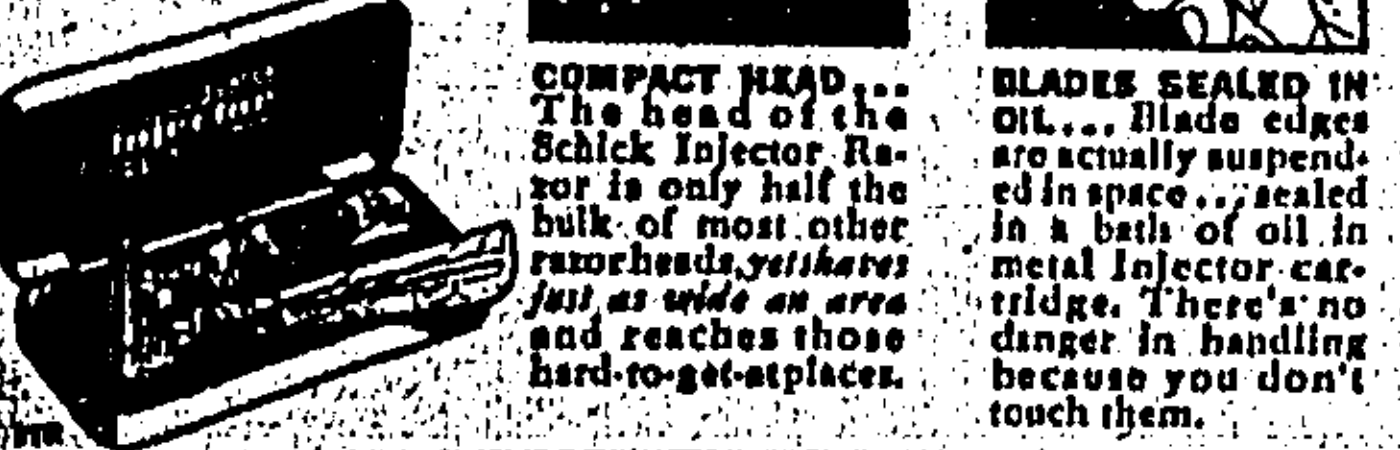 Injector
COMPACT HEAD...
The head of the
Schick Injector Ra-
zor is only half the
bulk of most other
razorheads, yet shaves
just as wide an area
and reaches those
hard-to-get-at places.
BLADES SEALED IN
OIL.... Blade edges
are actually suspend-
ed in space...sealed
in a bath of oil in
metal Injector car-
tridge. There's no
danger in handling
because you don't
touch them.